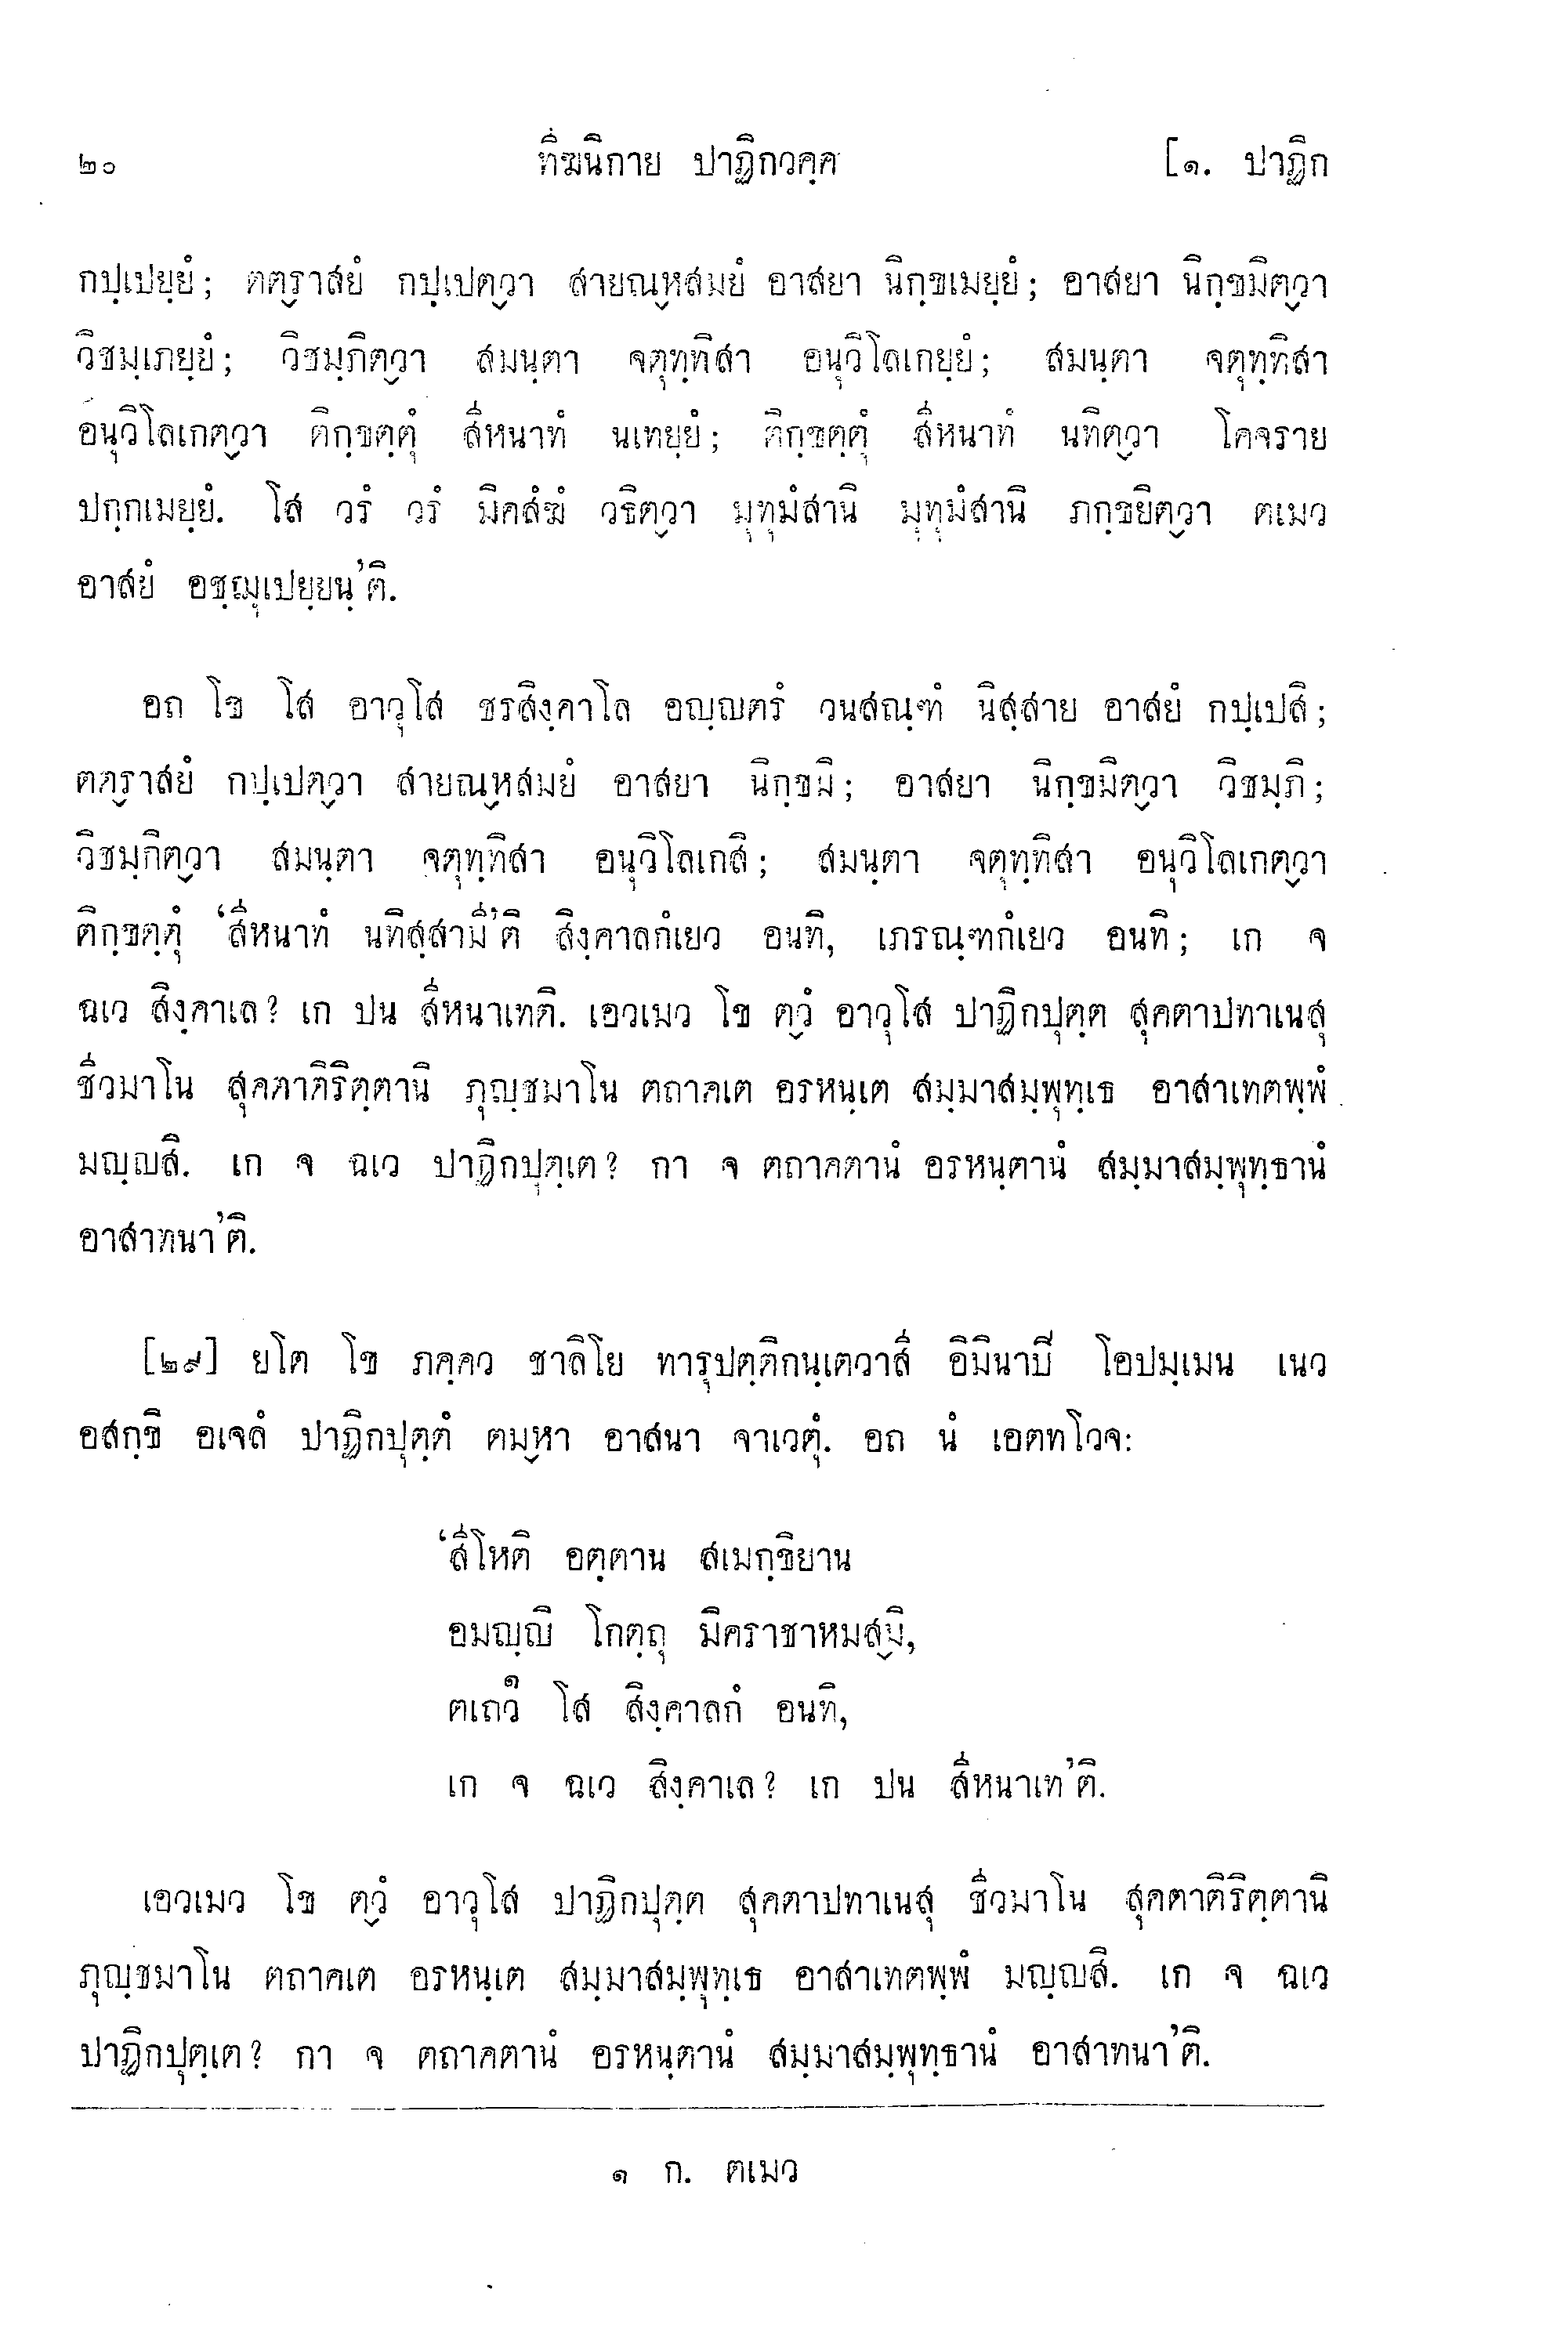 ๒๐ ทีฆนิกาย ปาฏิกวคฺค [๑. ปาฏิก
กปฺเปยฺยํ; ตตฺราสยํ กปฺเปตฺวา สายณฺหสมยํ อาสยา นิกฺขเมยฺยํ; อาสยา นิกฺขมิตฺวา
วิชมฺเภยฺยํ; วิชมฺภิตฺวา สมนฺตา จตุทฺทิสา อนุวิโลเกยฺยํ; สมนฺตา จตุทฺทิสา
อนุวิโลเกตฺวา ติกฺขตฺตุํ สีหนาทํ นเทยฺยํ; ติกฺขตฺตุํ สีหนาทํ นทิตฺวา โคจราย
ปกฺกเมยฺยํ. โส วรํ วรํ มิคสํฆํ วธิตฺวา มุทุมํสานิ มุทุมํสานิ ภกฺขยิตฺวา ตเมว
อาสยํ อชฺฌุเปยฺยนฺ'ติ.
อถ โข โส อาวุโส ชรสิงฺคาโล อญฺญตรํ วนสณฺฑํ นิสฺสาย อาสยํ กปฺเปสิ;
ตตฺราสยํ กปฺเปตฺวา สายณฺหสมยํ อาสยา นิกฺขมิ; อาสยา นิกฺขมิตฺวา วิชมฺภิ;
วิชมฺภิตฺวา สมนฺตา จตุทฺทิสา อนุวิโลเกสิ; สมนฺตา จตุทฺทิสา อนุวิโลเกตฺวา
ติกฺขตฺตุํ 'สีหนาทํ นทิสฺสามี'ติ สิงฺคาลกํเยว อนทิ, เภรณฺฑกํเยว อนทิ; เก จ
ฉเว สิงฺคาเล? เก ปน สีหนาเทติ. เอวเมว โข ตฺวํ อาวุโส ปาฏิกปุตฺต สุคตาปทาเนสุ
ชีวมาโน สุคตาติริตฺตานิ ภุญฺชมาโน ตถาคเต อรหนฺเต สมฺมาสมฺพุทฺเธ อาสาเทตพฺพํ
มญฺญสิ. เก จ ฉเว ปาฏิกปุตฺเต? กา จ ตถาคตานํ อรหนฺตานํ สมฺมาสมฺพุทฺธานํ
อาสาทนา'ติ.
[๒๙] ยโต โข ภคฺคว ชาลิโย ทารุปตฺติกนฺเตวาสี อิมินาปิ โอปมฺเมน เนว
อสกฺขิ อเจลํ ปาฏิกปุตฺตํ ตมฺหา อาสนา จาเวตุํ. อถ นํ เอตทโวจ:
'สีโหติ อตฺตาน สเมกฺขิยาน
อมญฺญิ โกตฺถุ มิคราชาหมสฺมิ,
ตเถว๑ โส สิงฺคาลกํ อนทิ,
เก จ ฉเว สิงฺคาเล? เก ปน สีหนาเท'ติ.
เอวเมว โข ตฺวํ อาวุโส ปาฏิกปุตฺต สุคตาปทาเนสุ ชีวมาโน สุคตาติริตฺตานิ
ภุญฺชมาโน ตถาคเต อรหนฺเต สมฺมาสมฺพุทฺเธ อาสาเทตพฺพํ มญฺญสิ. เก จ ฉเว
ปาฏิกปุตฺเต? กา จ ตถาคตานํ อรหนฺตานํ สมฺมาสมฺพุทฺธานํ อาสาทนา'ติ.
๑ ก. ตเมว